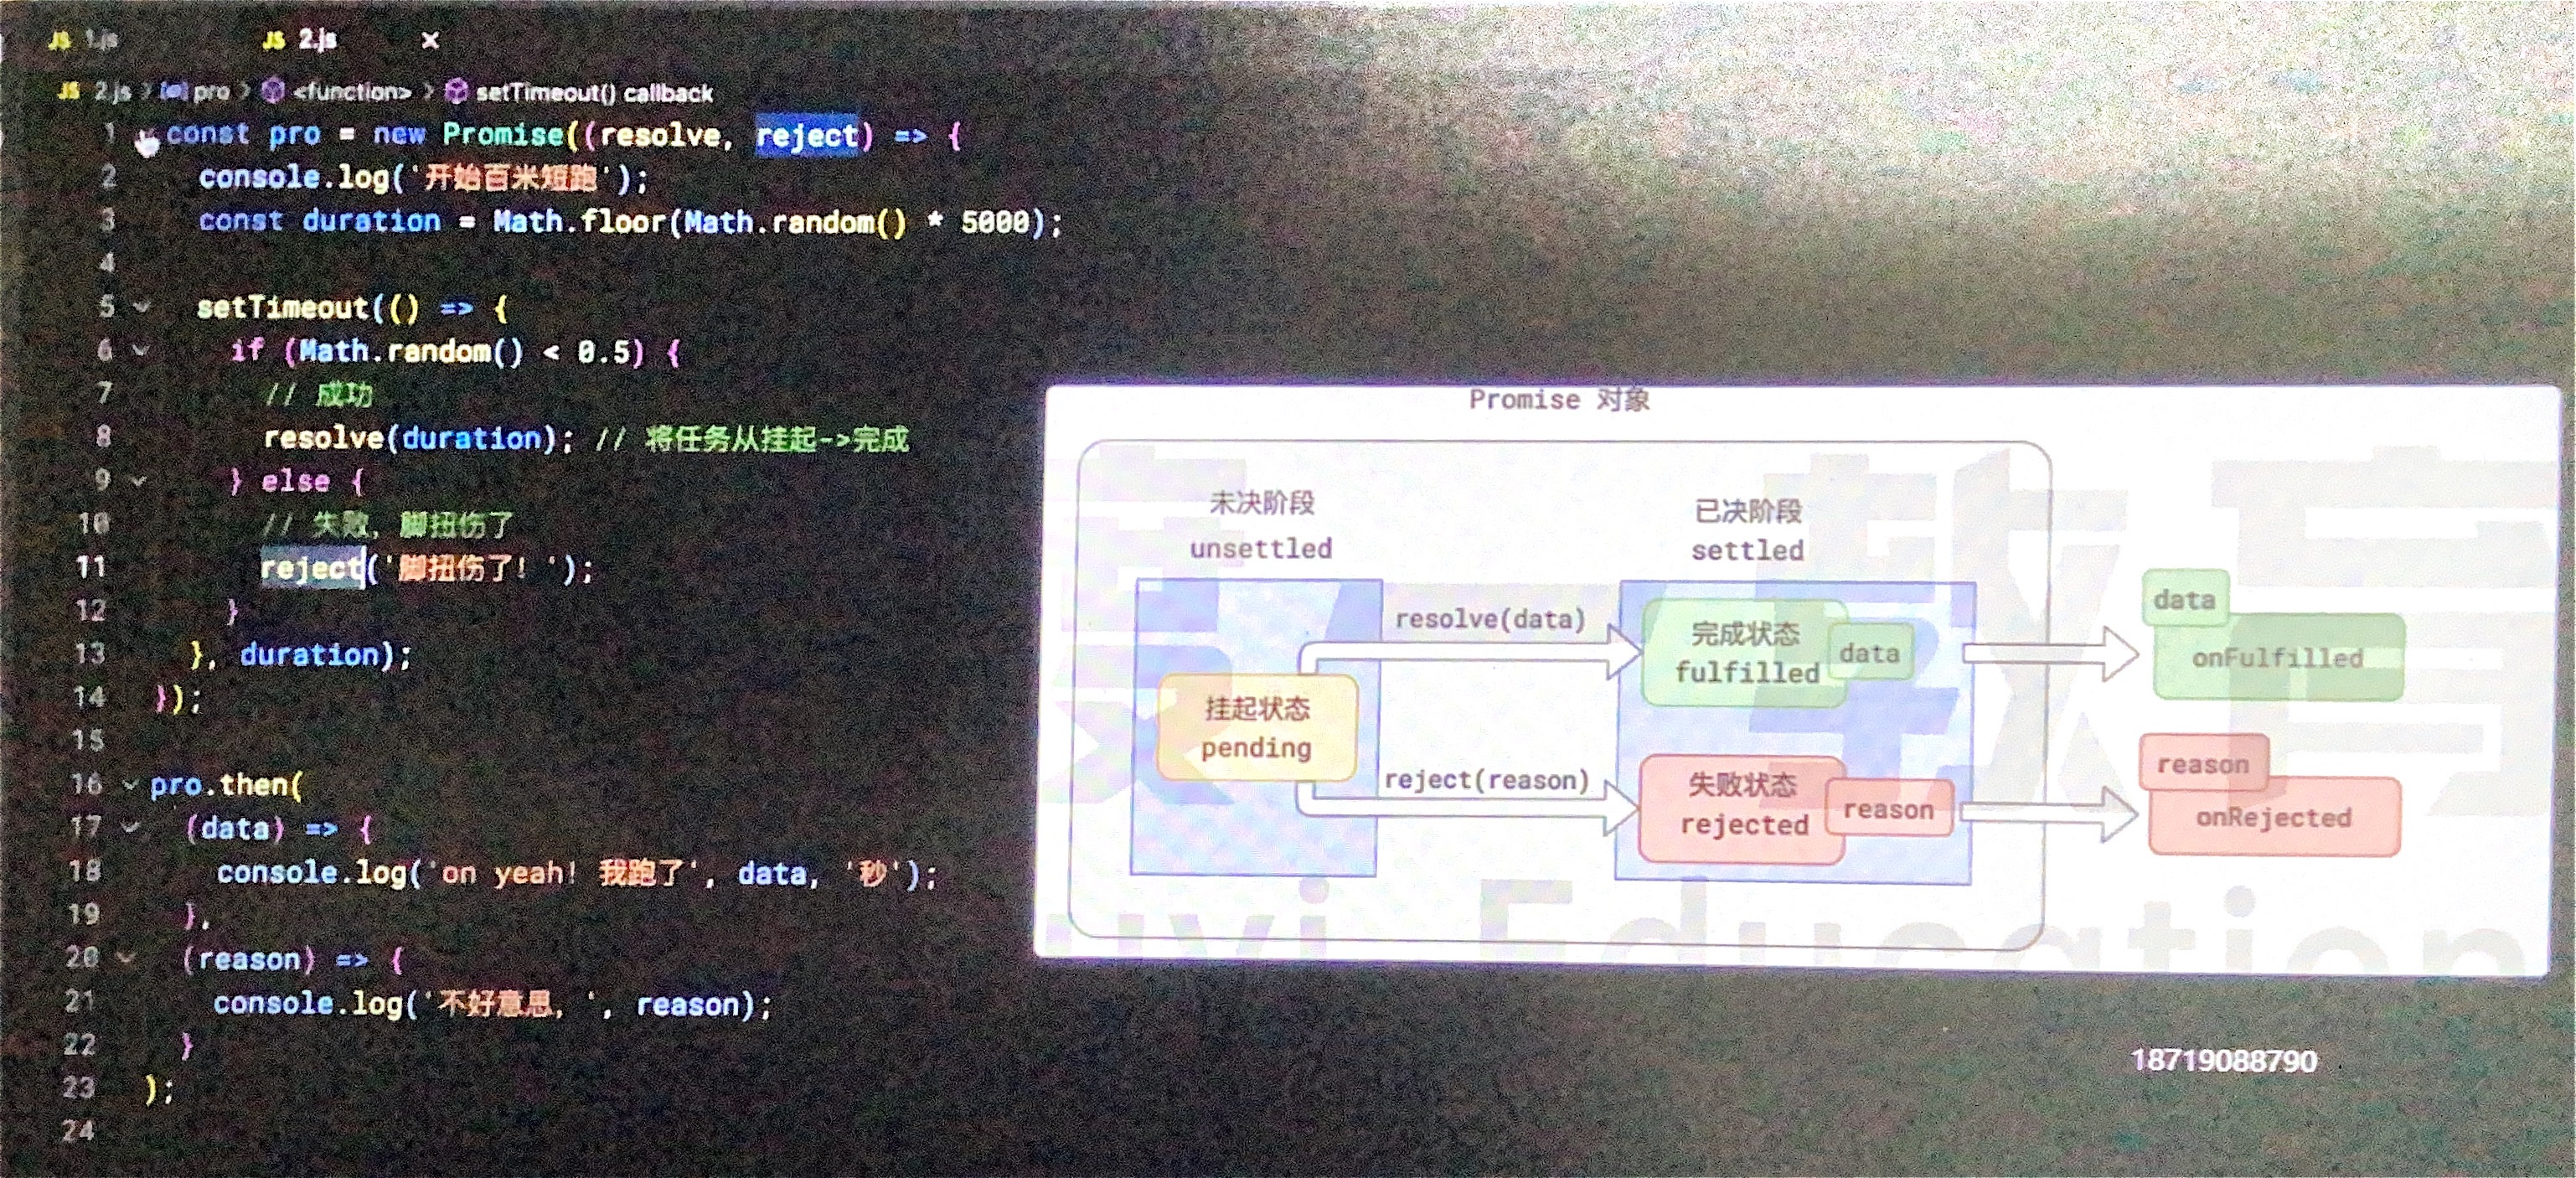 JS 1.js JS 2.js ×
JS 2.js > pro > <function> > setTimeout() callback
1 const pro = new Promise((resolve, reject) => {
2 console.log('开始百米短跑');
3 const duration = Math.floor(Math.random() * 5000);
4
5 setTimeout(() => {
6 if (Math.random() < 0.5) {
7 // 成功
8 resolve(duration); // 将任务从挂起->完成
9 } else {
10 // 失败，脚扭伤了
11 reject('脚扭伤了！');
12 }
13 }, duration);
14 });
15
16 pro.then(
17 (data) => {
18 console.log('on yeah! 我跑了', data, '秒');
19 },
20 (reason) => {
21 console.log('不好意思，', reason);
22 }
23 );
24
Promise 对象
未决阶段
unsettled
已决阶段
settled
挂起状态
pending
resolve(data)
reject(reason)
完成状态
fulfilled
data
失败状态
rejected
reason
data
onFulfilled
reason
onRejected
教育
uyi Education
18719088790